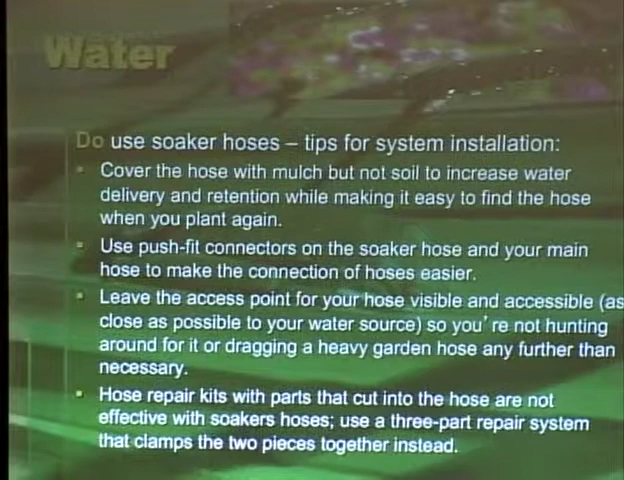 Water
Do use soaker hoses – tips for system installation:
▪ Cover the hose with mulch but not soil to increase water
delivery and retention while making it easy to find the hose
when you plant again.
▪ Use push-fit connectors on the soaker hose and your main
hose to make the connection of hoses easier.
▪ Leave the access point for your hose visible and accessible (as
close as possible to your water source) so you're not hunting
around for it or dragging a heavy garden hose any further than
necessary.
▪ Hose repair kits with parts that cut into the hose are not
effective with soakers hoses; use a three-part repair system
that clamps the two pieces together instead.